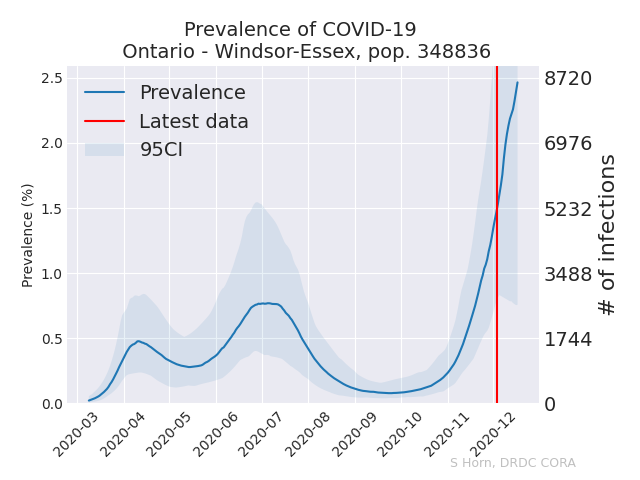 Prevalence of COVID-19
Ontario - Windsor-Essex, pop. 348836
Prevalence
Latest data
95CI
Prevalence (%)
2.5
2.0
1.5
1.0
0.5
0.0
8720
6976
5232
3488
1744
0
# of infections
2020-03
2020-04
2020-05
2020-06
2020-07
2020-08
2020-09
2020-10
2020-11
2020-12
S Horn, DRDC CORA